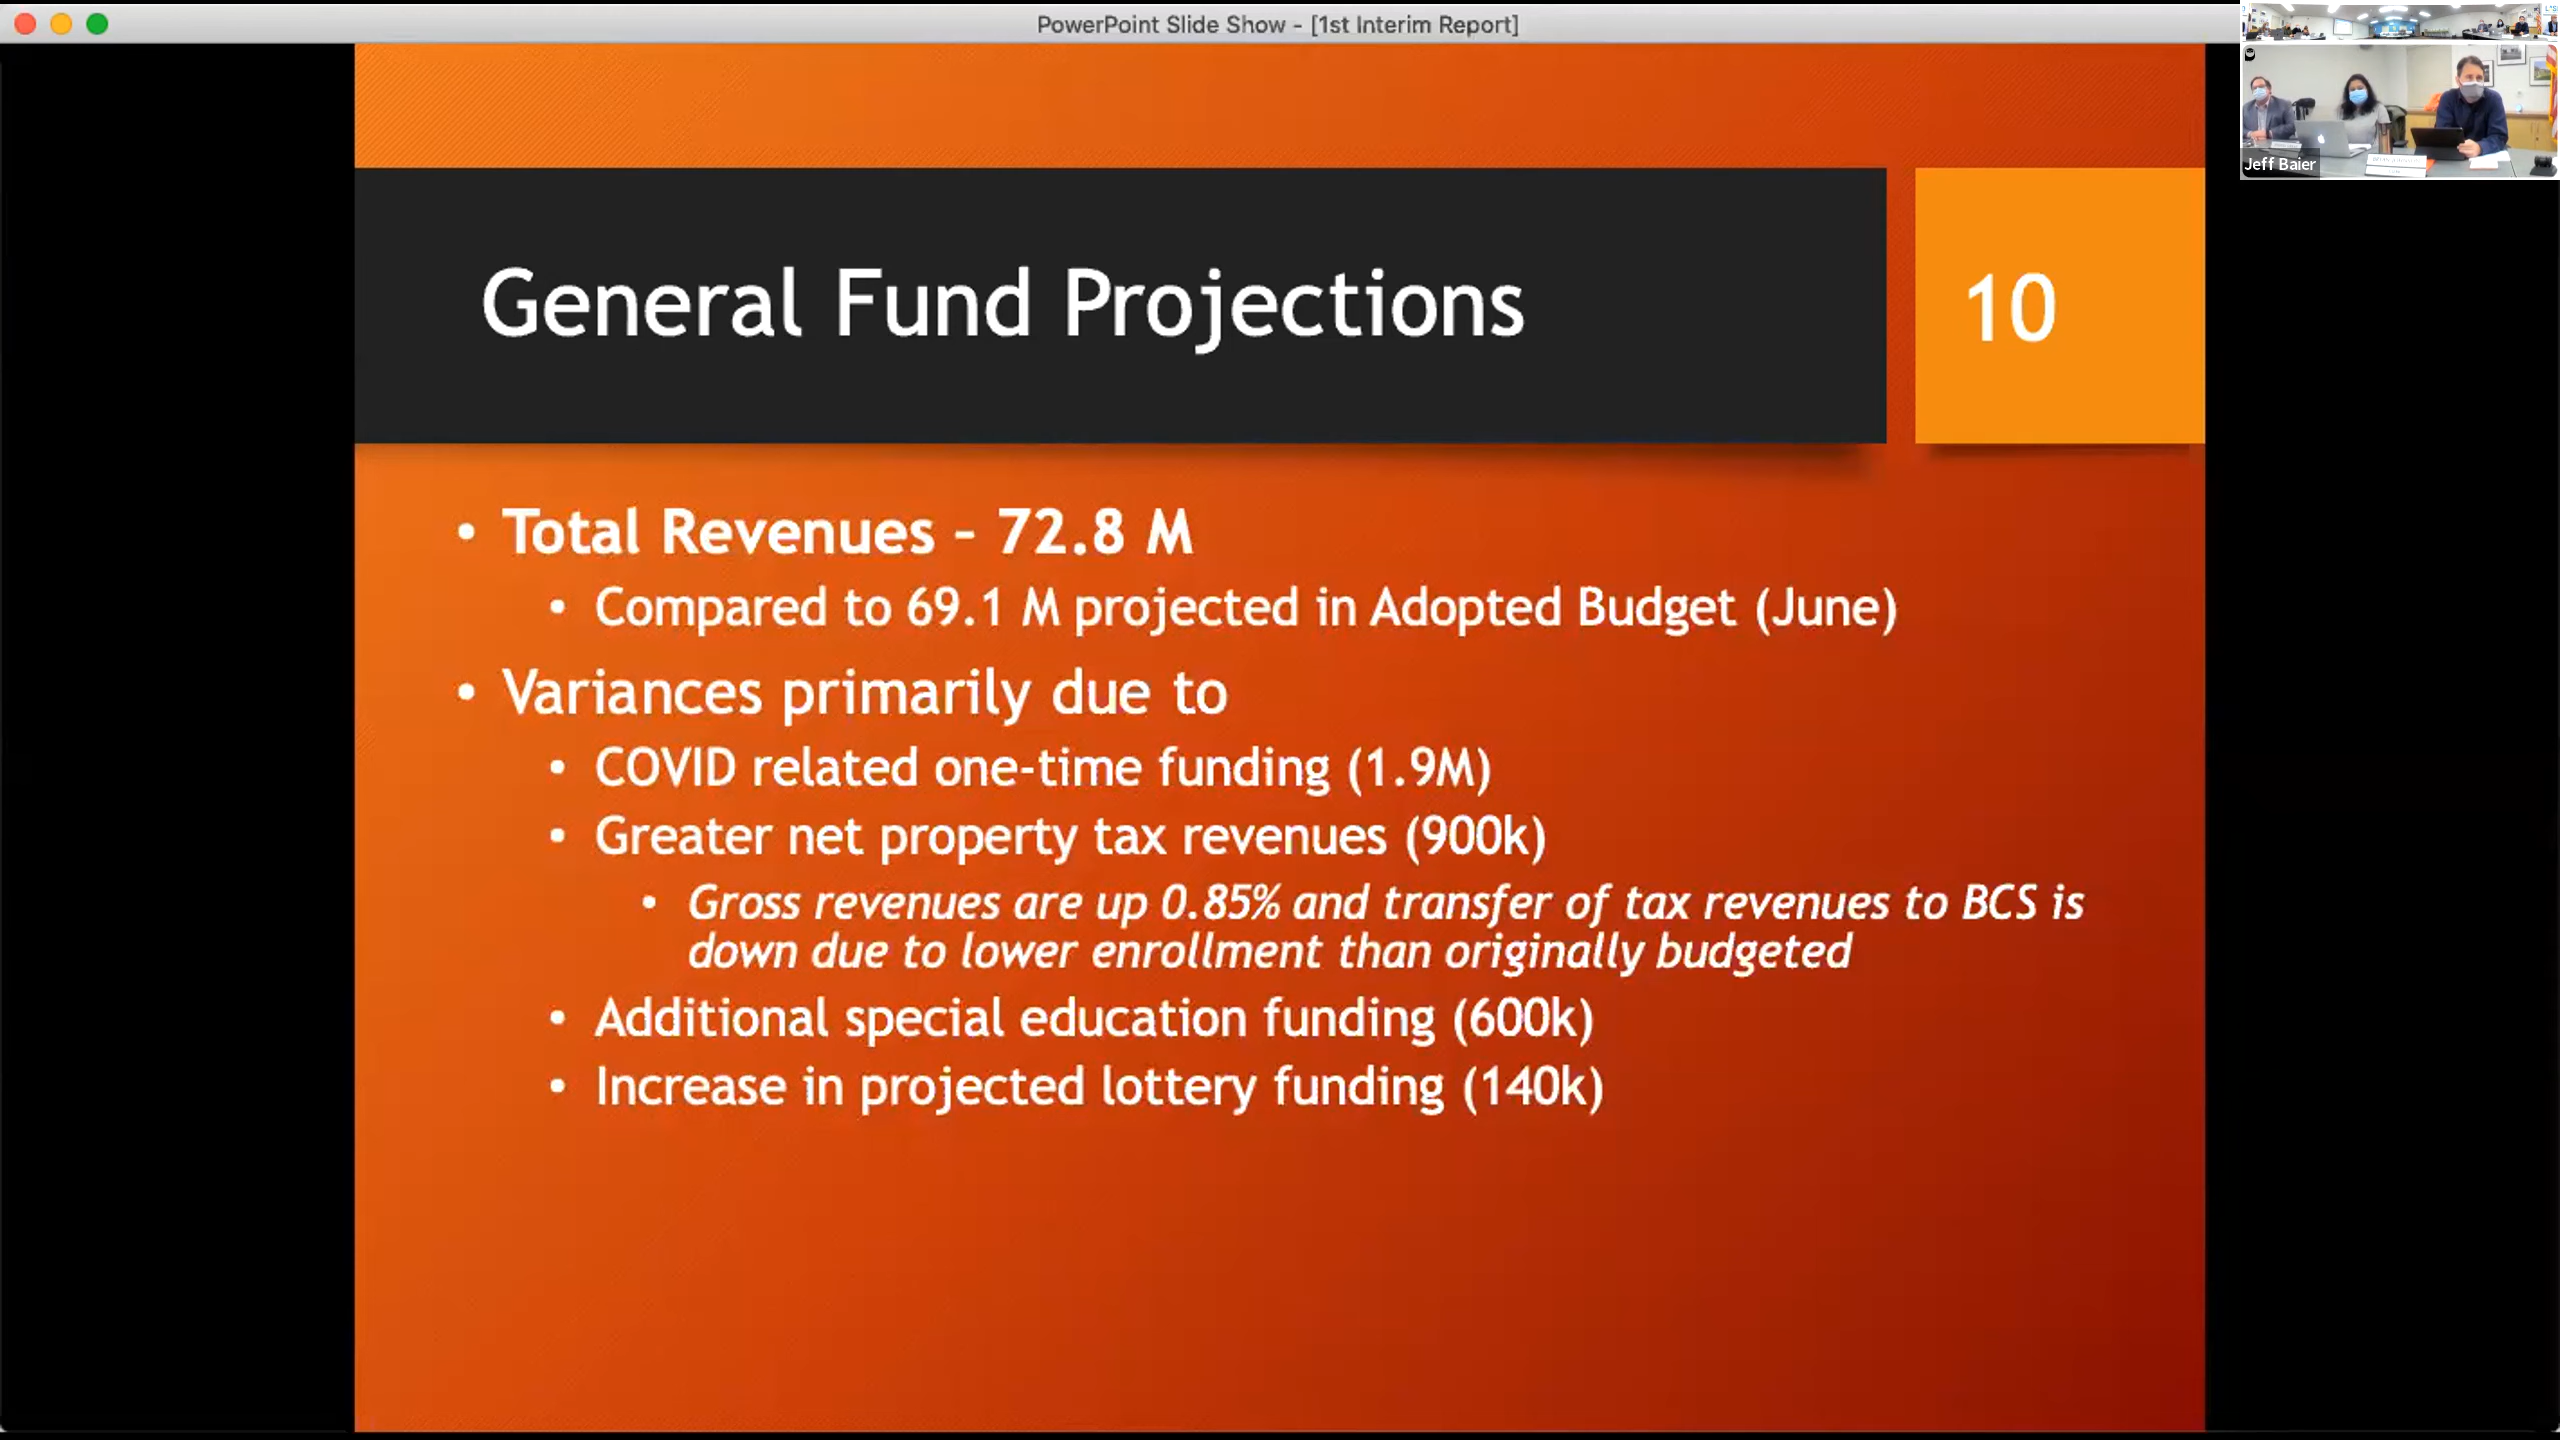 PowerPoint Slide Show - [1st Interim Report]
Jeff Baier
General Fund Projections
10
• Total Revenues – 72.8 M
• Compared to 69.1 M projected in Adopted Budget (June)
• Variances primarily due to
• COVID related one-time funding (1.9M)
• Greater net property tax revenues (900k)
• Gross revenues are up 0.85% and transfer of tax revenues to BCS is
down due to lower enrollment than originally budgeted
• Additional special education funding (600k)
• Increase in projected lottery funding (140k)